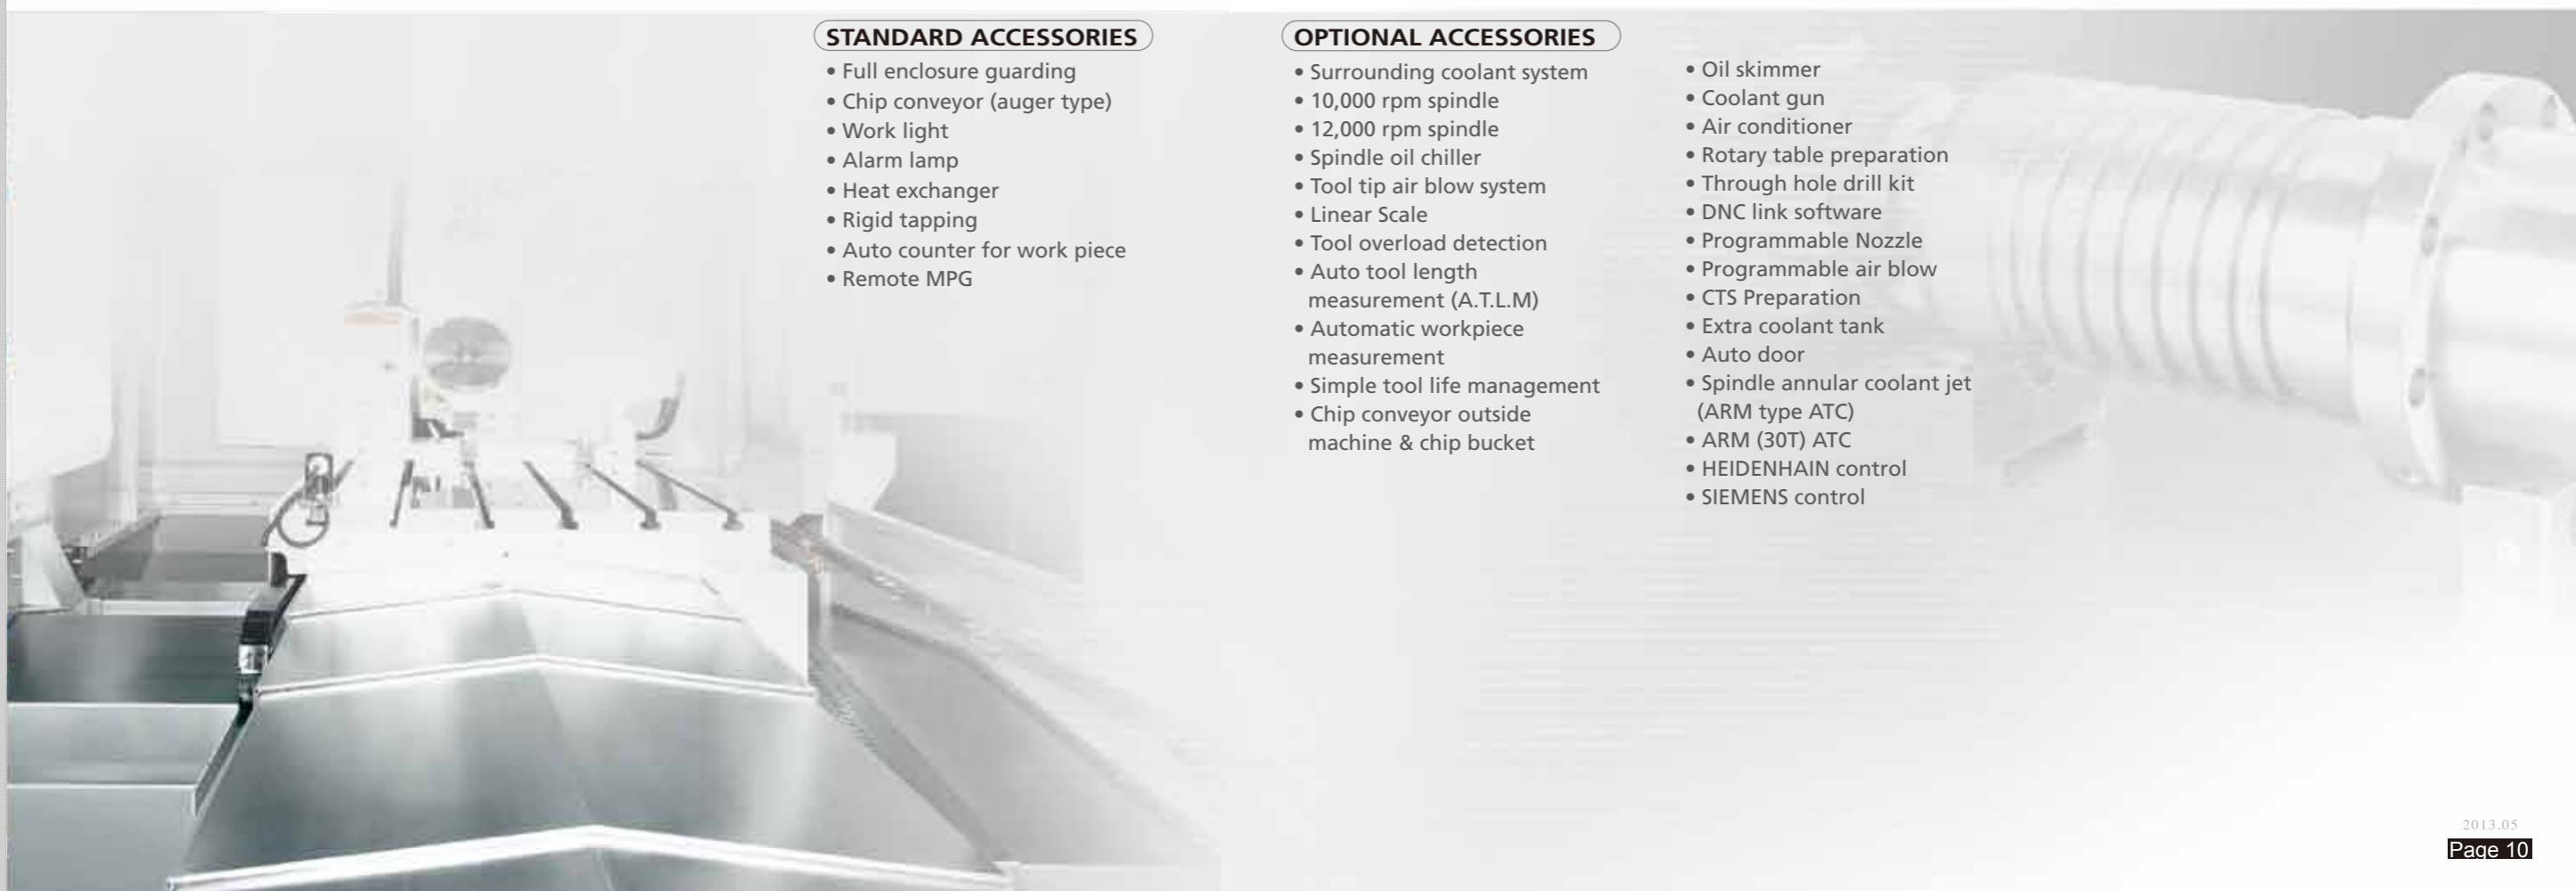 STANDARD ACCESSORIES
• Full enclosure guarding
• Chip conveyor (auger type)
• Work light
• Alarm lamp
• Heat exchanger
• Rigid tapping
• Auto counter for work piece
• Remote MPG
OPTIONAL ACCESSORIES
• Surrounding coolant system
• 10,000 rpm spindle
• 12,000 rpm spindle
• Spindle oil chiller
• Tool tip air blow system
• Linear Scale
• Tool overload detection
• Auto tool length
measurement (A.T.L.M)
• Automatic workpiece
measurement
• Simple tool life management
• Chip conveyor outside
machine & chip bucket
• Oil skimmer
• Coolant gun
• Air conditioner
• Rotary table preparation
• Through hole drill kit
• DNC link software
• Programmable Nozzle
• Programmable air blow
• CTS Preparation
• Extra coolant tank
• Auto door
• Spindle annular coolant jet
(ARM type ATC)
• ARM (30T) ATC
• HEIDENHAIN control
• SIEMENS control
2013.05
Page 10